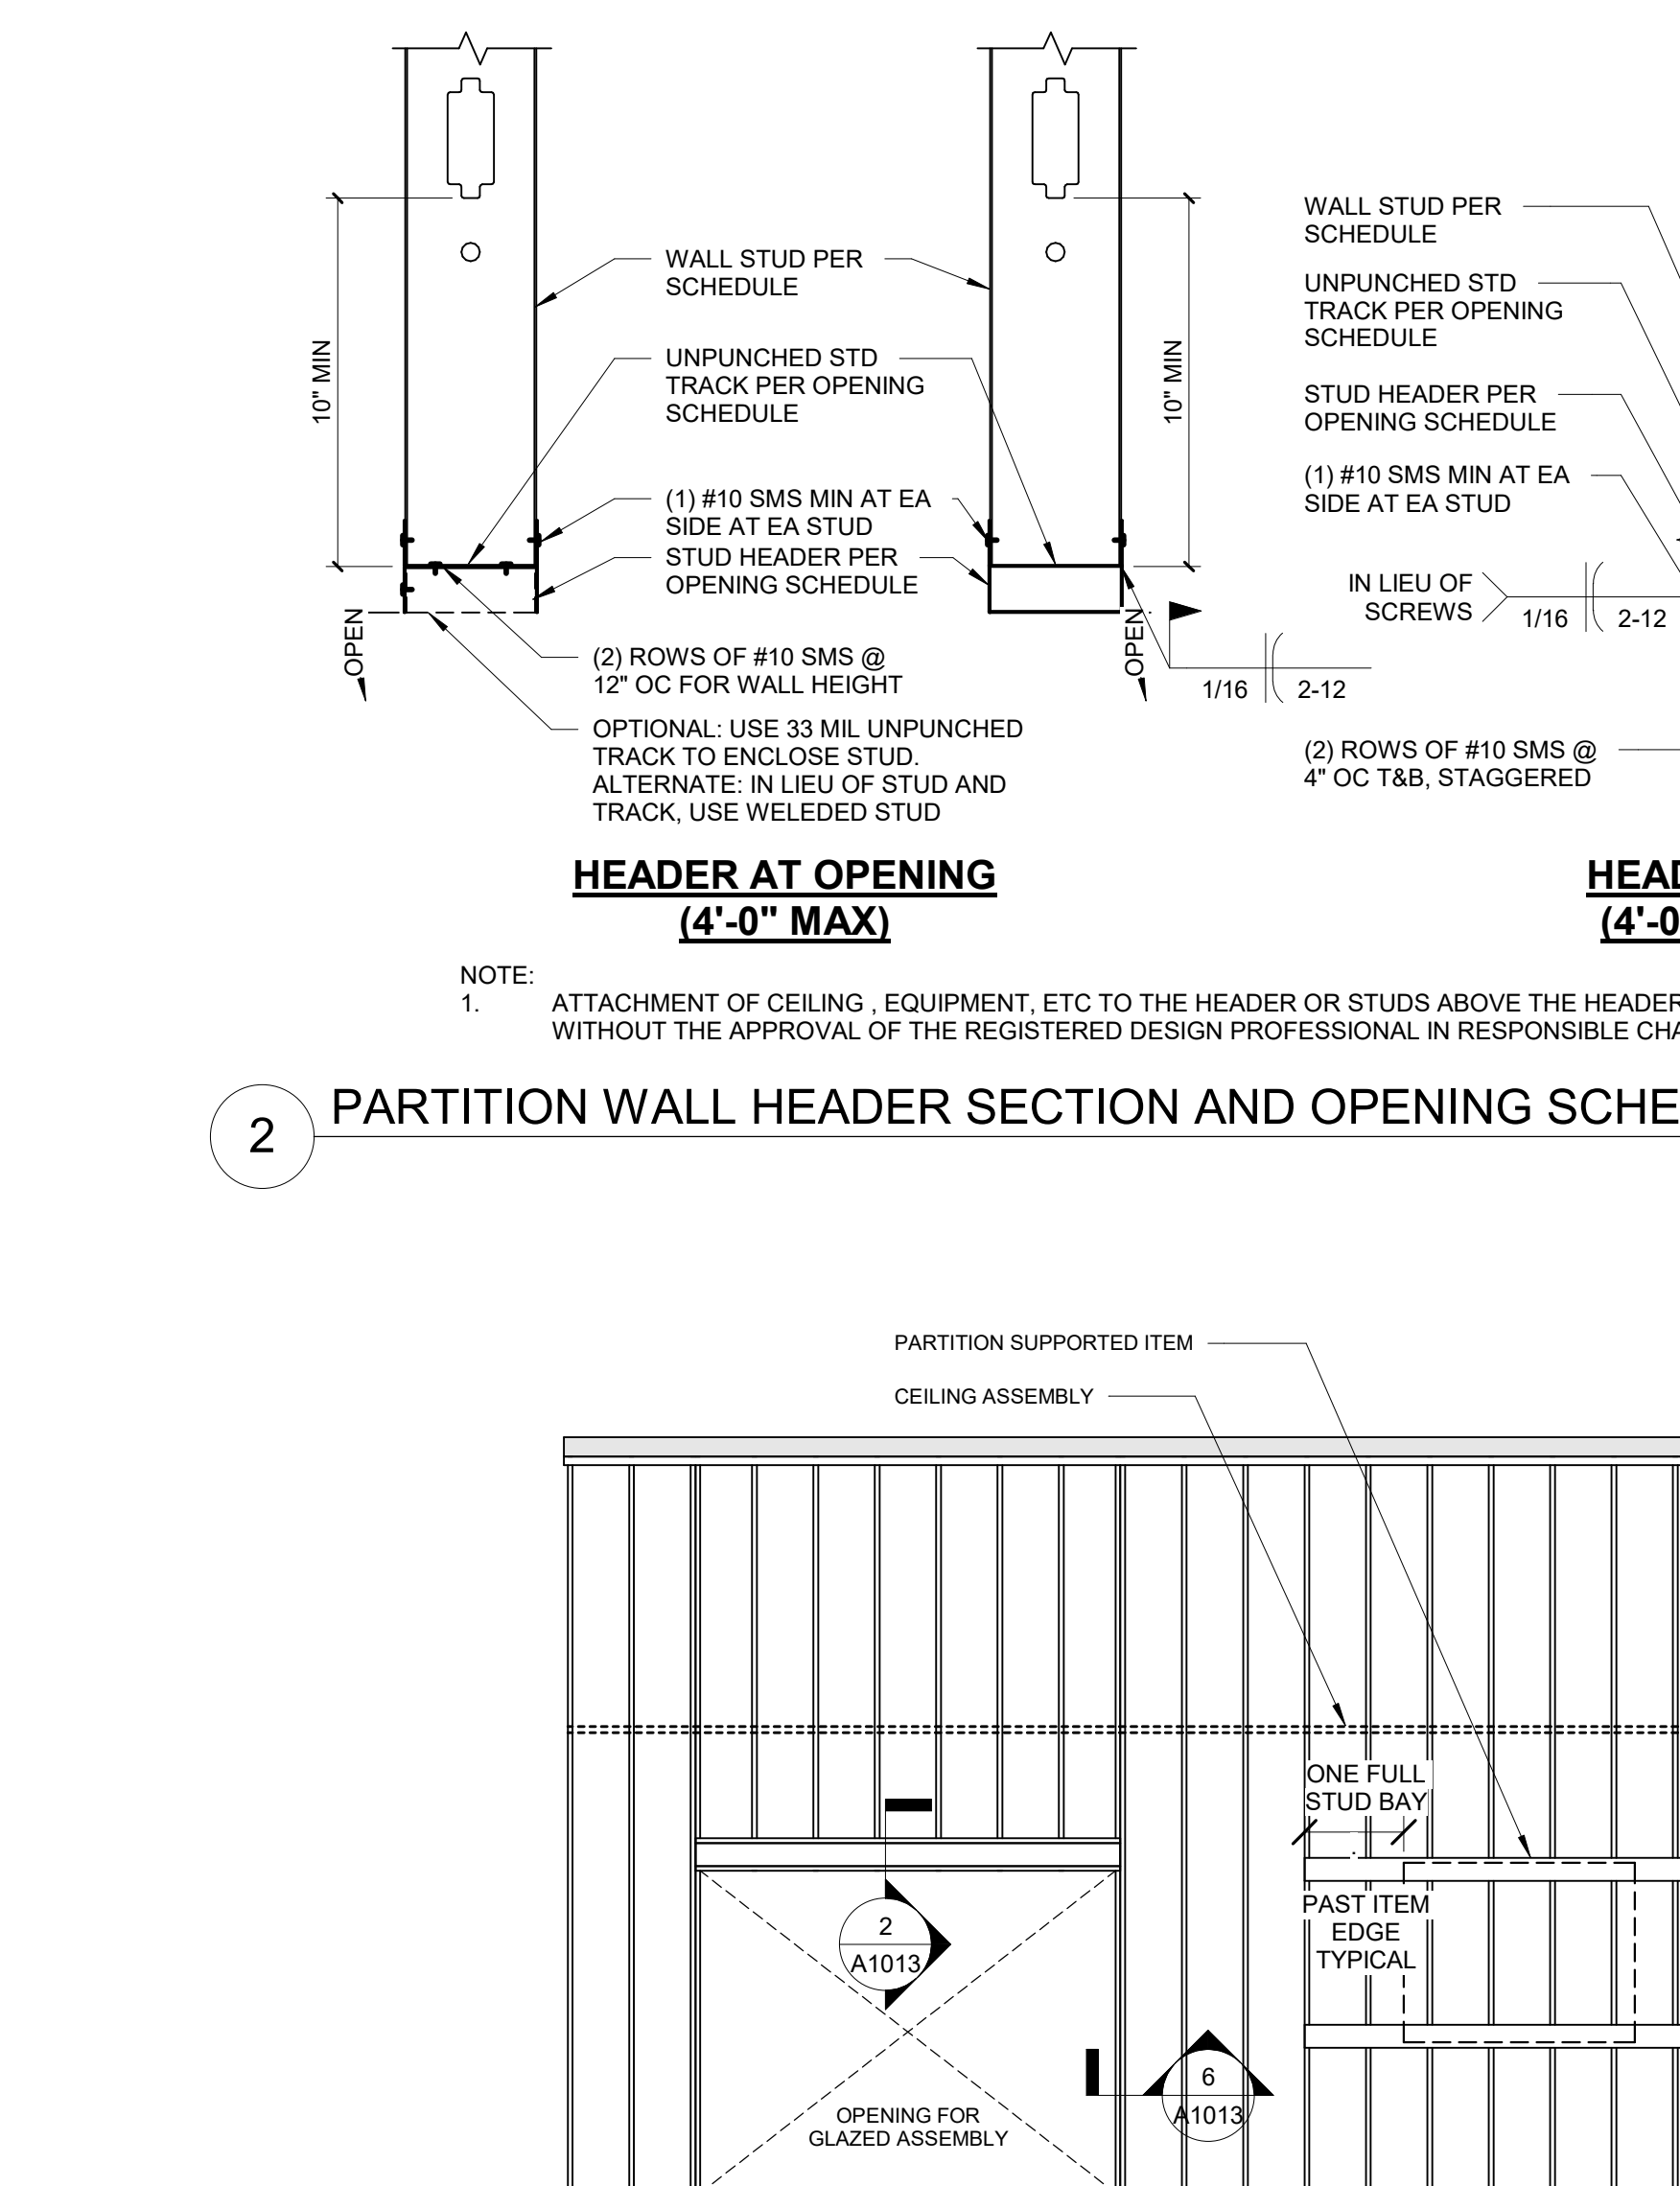 10" MIN
WALL STUD PER
SCHEDULE
UNPUNCHED STD
TRACK PER OPENING
SCHEDULE
(1) #10 SMS MIN AT EA
SIDE AT EA STUD
STUD HEADER PER
OPENING SCHEDULE
OPEN
(2) ROWS OF #10 SMS @
12" OC FOR WALL HEIGHT
OPTIONAL: USE 33 MIL UNPUNCHED
TRACK TO ENCLOSE STUD.
ALTERNATE: IN LIEU OF STUD AND
TRACK, USE WELEDED STUD
10" MIN
OPEN
1/16
2-12
WALL STUD PER
SCHEDULE
UNPUNCHED STD
TRACK PER OPENING
SCHEDULE
STUD HEADER PER
OPENING SCHEDULE
(1) #10 SMS MIN AT EA
SIDE AT EA STUD
IN LIEU OF
SCREWS
1/16
2-12
(2) ROWS OF #10 SMS @
4" OC T&B, STAGGERED
HEADER AT OPENING
(4'-0" MAX)
HEAD
(4'-0
NOTE:
1. ATTACHMENT OF CEILING , EQUIPMENT, ETC TO THE HEADER OR STUDS ABOVE THE HEADER
WITHOUT THE APPROVAL OF THE REGISTERED DESIGN PROFESSIONAL IN RESPONSIBLE CHA
2 PARTITION WALL HEADER SECTION AND OPENING SCHE
PARTITION SUPPORTED ITEM
CEILING ASSEMBLY
ONE FULL
STUD BAY
PAST ITEM
EDGE
TYPICAL
2
A1013
6
A1013
OPENING FOR
GLAZED ASSEMBLY